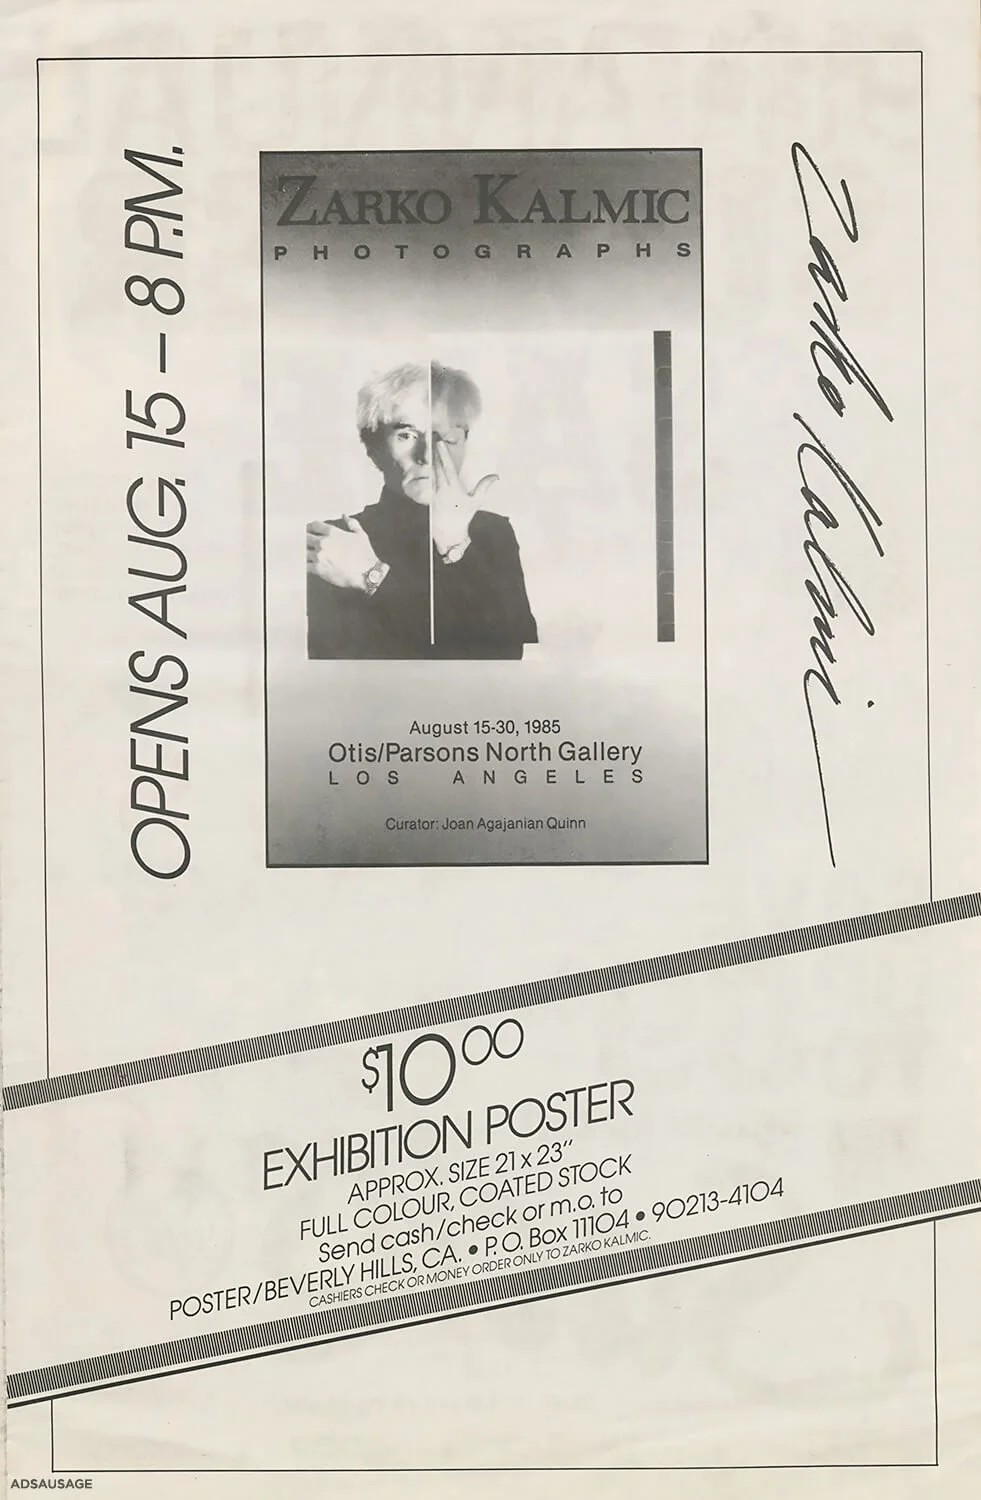 OPENS AUG. 15 – 8 P.M.
ZARKO KALMIC
PHOTOGRAPHS
August 15-30, 1985
Otis/Parsons North Gallery
LOS ANGELES
Curator: Joan Agajanian Quinn
Zarko Kalmic
$10 00
EXHIBITION POSTER
APPROX. SIZE 21 x 23"
FULL COLOUR, COATED STOCK
Send cash/check or m.o. to
POSTER/BEVERLY HILLS, CA. • P.O. Box 11104 • 90213-4104
CASHIERS CHECK OR MONEY ORDER ONLY TO ZARKO KALMIC.
ADSAUSAGE